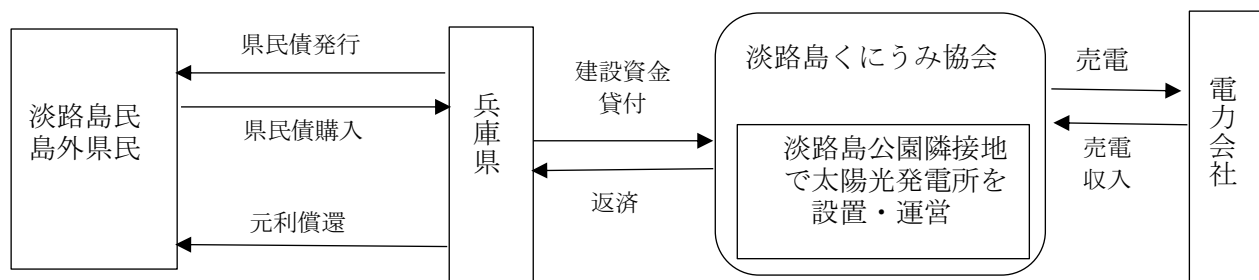 淡路島民
島外県民
県民債発行
県民債購入
元利償還
兵庫県
建設資金
貸付
返済
淡路島くにうみ協会
淡路島公園隣接地
で太陽光発電所を
設置・運営
売電
売電
収入
電力会社